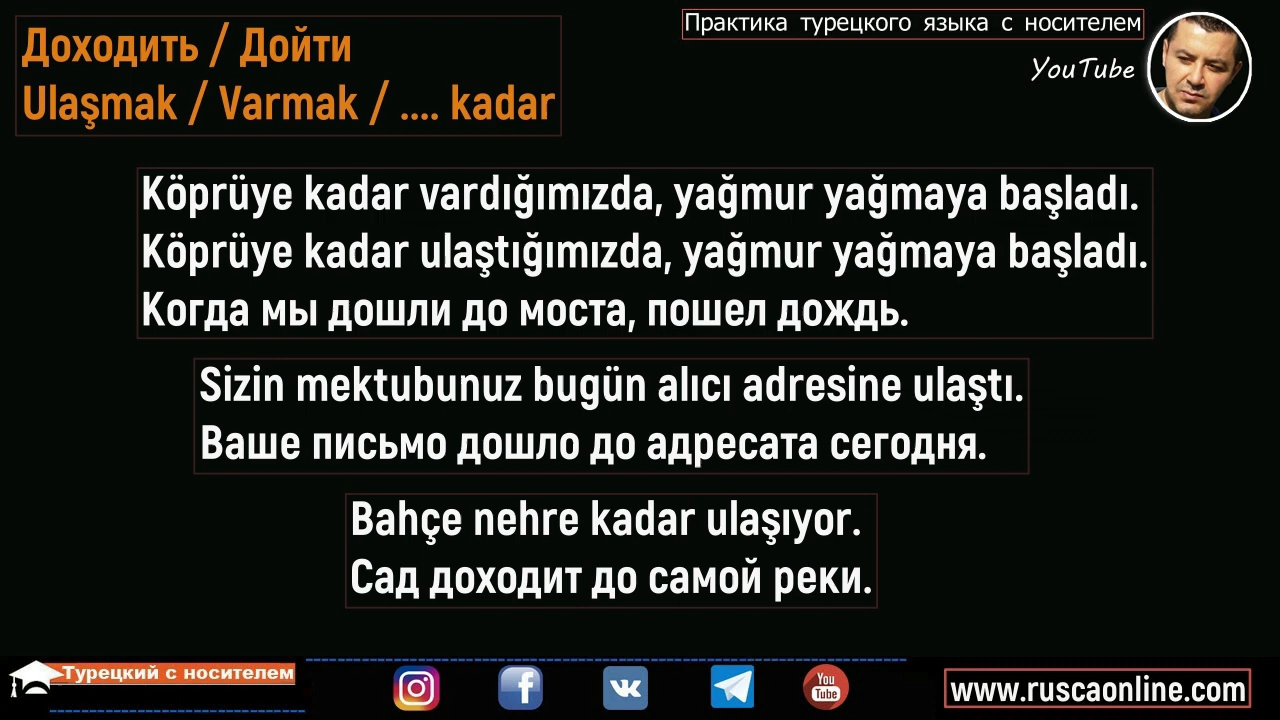 Доходить / Дойти
Ulaşmak / Varmak / .... kadar
Практика турецкого языка с носителем
YouTube
Köprüye kadar vardığımızda, yağmur yağmaya başladı.
Köprüye kadar ulaştığımızda, yağmur yağmaya başladı.
Когда мы дошли до моста, пошел дождь.
Sizin mektubunuz bugün alıcı adresine ulaştı.
Ваше письмо дошло до адресата сегодня.
Bahçe nehre kadar ulaşıyor.
Сад доходит до самой реки.
Турецкий с носителем
You
Tube
www.ruscaonline.com